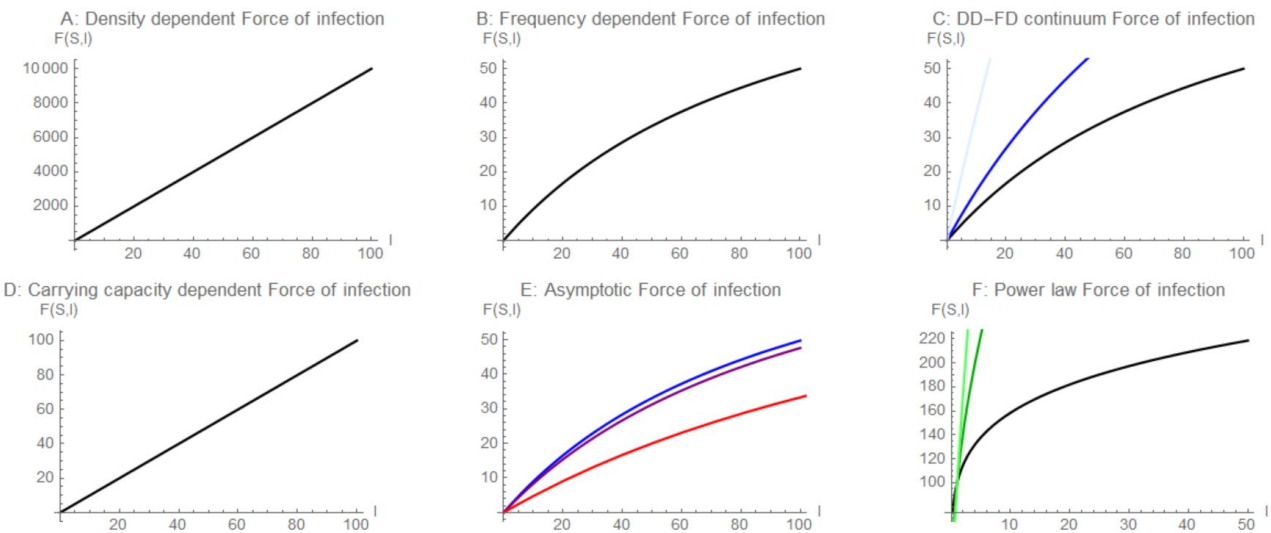 A: Density dependent Force of infection
F(S,I)
10 000
8000
6000
4000
2000
20 40 60 80 100 I
B: Frequency dependent Force of infection
F(S,I)
50
40
30
20
10
20 40 60 80 100 I
C: DD–FD continuum Force of infection
F(S,I)
50
40
30
20
10
20 40 60 80 100 I
D: Carrying capacity dependent Force of infection
F(S,I)
100
80
60
40
20
20 40 60 80 100 I
E: Asymptotic Force of infection
F(S,I)
50
40
30
20
10
20 40 60 80 100 I
F: Power law Force of infection
F(S,I)
220
200
180
160
140
120
100
10 20 30 40 50 I